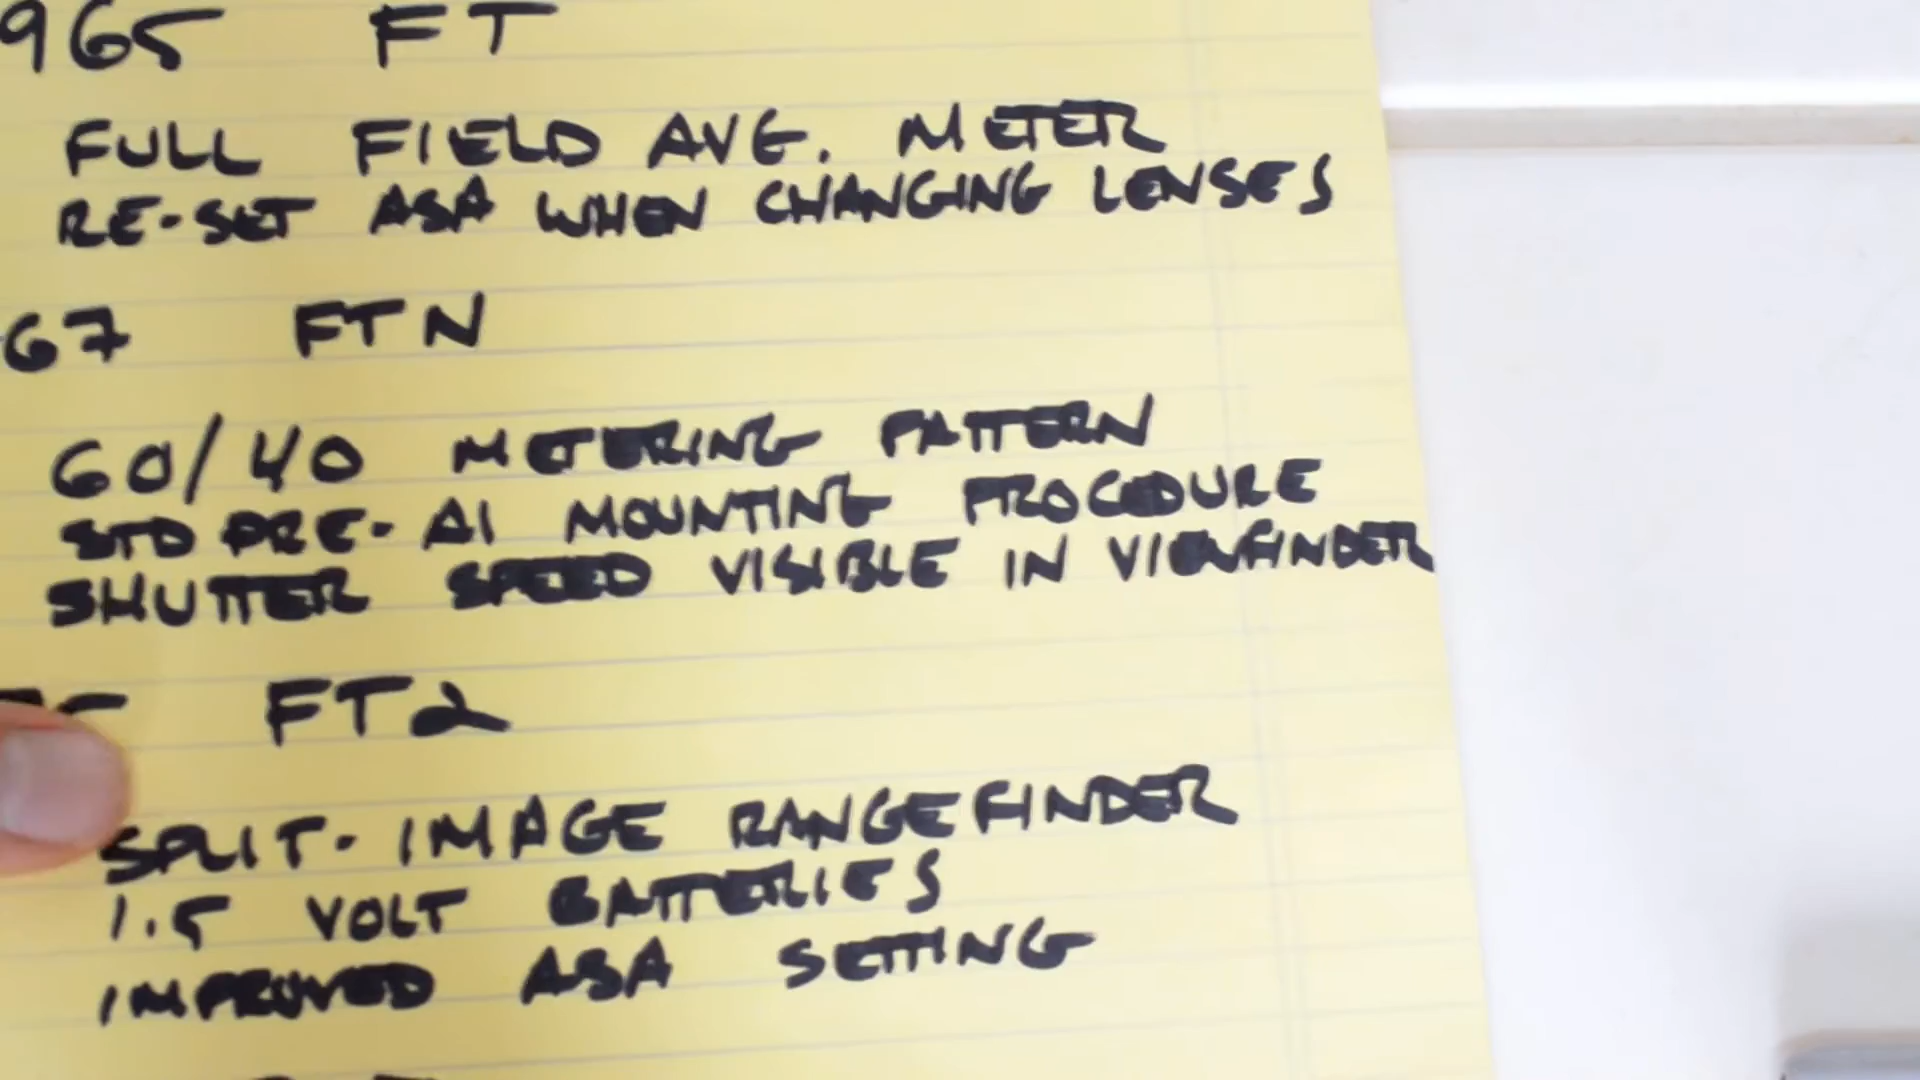 965 FT
FULL FIELD AVG. METER
RE-SET ASA WHEN CHANGING LENSES
67 FTN
60/40 METERING PATTERN
STD PRE-AI MOUNTING PROCEDURE
SHUTTER SPEED VISIBLE IN VIEWFINDER
FT2
SPLIT-IMAGE RANGEFINDER
1.5 VOLT BATTERIES
IMPROVED ASA SETTING